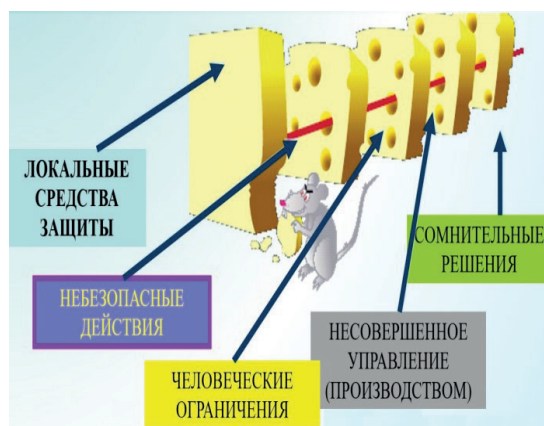 ЛОКАЛЬНЫЕ
СРЕДСТВА
ЗАЩИТЫ
НЕБЕЗОПАСНЫЕ
ДЕЙСТВИЯ
ЧЕЛОВЕЧЕСКИЕ
ОГРАНИЧЕНИЯ
НЕСОВЕРШЕННОЕ
УПРАВЛЕНИЕ
(ПРОИЗВОДСТВОМ)
СОМНИТЕЛЬНЫЕ
РЕШЕНИЯ